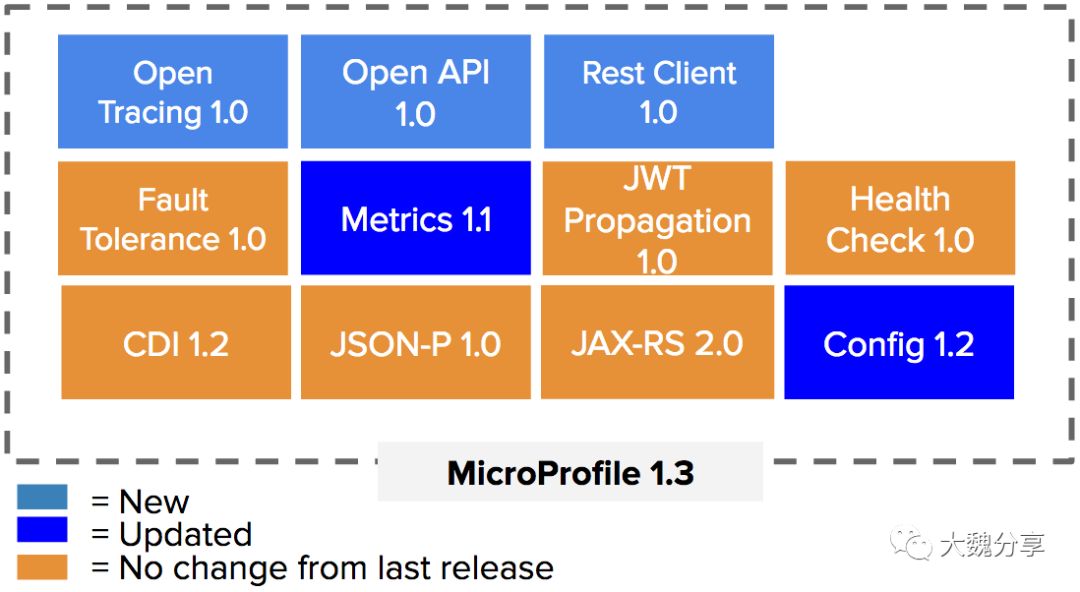 Open
Tracing 1.0
Open API
1.0
Rest Client
1.0
Fault
Tolerance 1.0
Metrics 1.1
JWT
Propagation
1.0
Health
Check 1.0
CDI 1.2
JSON-P 1.0
JAX-RS 2.0
Config 1.2
MicroProfile 1.3
= New
= Updated
= No change from last release
大魏分享